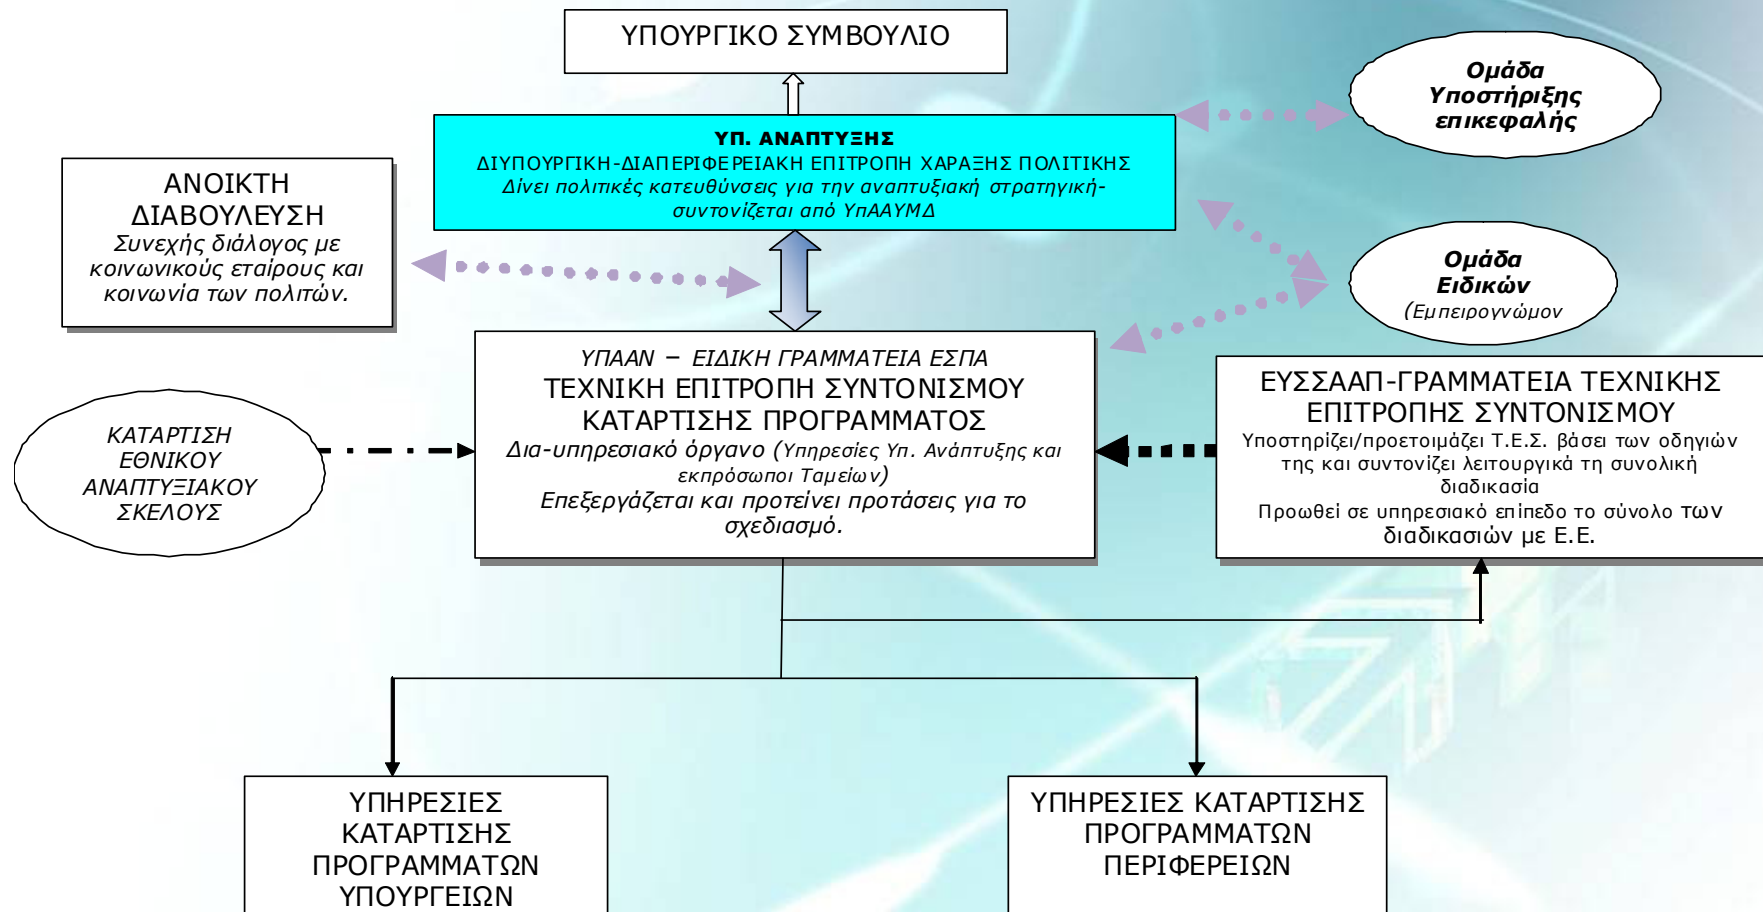 ΥΠΟΥΡΓΙΚΟ ΣΥΜΒΟΥΛΙΟ
Ομάδα
Υποστήριξης
επικεφαλής
ΥΠ. ΑΝΑΠΤΥΞΗΣ
ΔΙΥΠΟΥΡΓΙΚΗ-ΔΙΑΠΕΡΙΦΕΡΕΙΑΚΗ ΕΠΙΤΡΟΠΗ ΧΑΡΑΞΗΣ ΠΟΛΙΤΙΚΗΣ
Δίνει πολιτικές κατευθύνσεις για την αναπτυξιακή στρατηγική-
συντονίζεται από ΥπΑΑΥΜΔ
ΑΝΟΙΚΤΗ
ΔΙΑΒΟΥΛΕΥΣΗ
Συνεχής διάλογος με
κοινωνικούς εταίρους και
κοινωνία των πολιτών.
Ομάδα
Ειδικών
(Εμπειρογνώμον
ΥΠΑΑΝ – ΕΙΔΙΚΗ ΓΡΑΜΜΑΤΕΙΑ ΕΣΠΑ
ΤΕΧΝΙΚΗ ΕΠΙΤΡΟΠΗ ΣΥΝΤΟΝΙΣΜΟΥ
ΚΑΤΑΡΤΙΣΗΣ ΠΡΟΓΡΑΜΜΑΤΟΣ
Δια-υπηρεσιακό όργανο (Υπηρεσίες Υπ. Ανάπτυξης και
εκπρόσωποι Ταμείων)
Επεξεργάζεται και προτείνει προτάσεις για το
σχεδιασμό.
ΕΥΣΣΑΑΠ-ΓΡΑΜΜΑΤΕΙΑ ΤΕΧΝΙΚΗΣ
ΕΠΙΤΡΟΠΗΣ ΣΥΝΤΟΝΙΣΜΟΥ
Υποστηρίζει/προετοιμάζει Τ.Ε.Σ. βάσει των οδηγιών
της και συντονίζει λειτουργικά τη συνολική
διαδικασία
Προωθεί σε υπηρεσιακό επίπεδο το σύνολο των
διαδικασιών με Ε.Ε.
ΚΑΤΑΡΤΙΣΗ
ΕΘΝΙΚΟΥ
ΑΝΑΠΤΥΞΙΑΚΟΥ
ΣΚΕΛΟΥΣ
ΥΠΗΡΕΣΙΕΣ
ΚΑΤΑΡΤΙΣΗΣ
ΠΡΟΓΡΑΜΜΑΤΩΝ
ΥΠΟΥΡΓΕΙΩΝ
ΥΠΗΡΕΣΙΕΣ ΚΑΤΑΡΤΙΣΗΣ
ΠΡΟΓΡΑΜΜΑΤΩΝ
ΠΕΡΙΦΕΡΕΙΩΝ